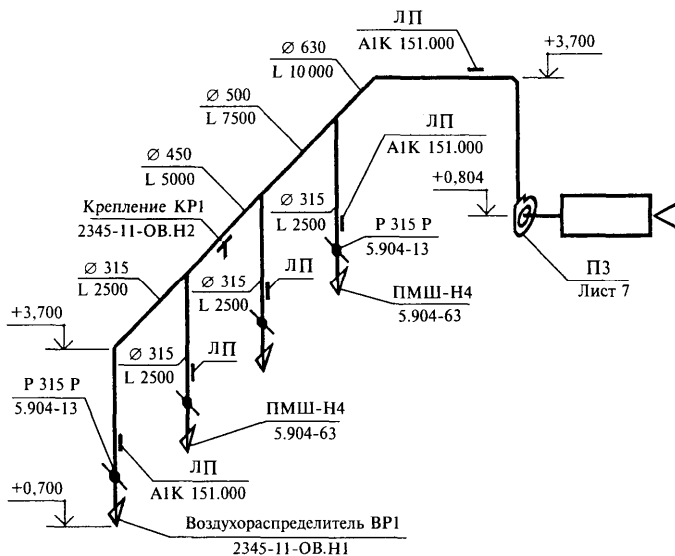 ЛП
А1К 151.000
+3,700
∅ 630
L 10 000
∅ 500
L 7500
ЛП
А1К 151.000
∅ 450
L 5000
+0,804
∅ 315
L 2500
Крепление КР1
2345-11-ОВ.Н2
Р 315 Р
5.904-13
П3
Лист 7
∅ 315
L 2500
∅ 315
L 2500
ЛП
ПМШ-Н4
5.904-63
+3,700
∅ 315
L 2500
ЛП
Р 315 Р
5.904-13
ПМШ-Н4
5.904-63
ЛП
А1К 151.000
+0,700
Воздухораспределитель ВР1
2345-11-ОВ.Н1